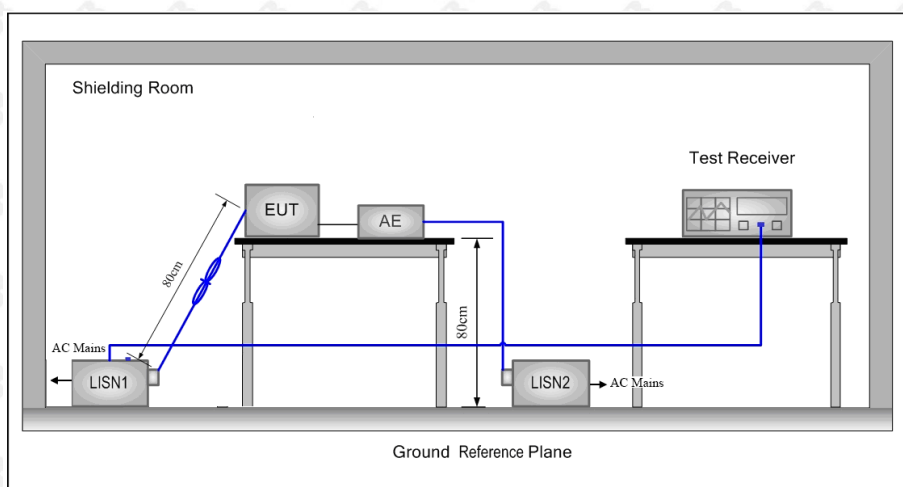 Shielding Room
Test Receiver
EUT
AE
80cm
80cm
AC Mains
LISN1
LISN2
AC Mains
Ground Reference Plane